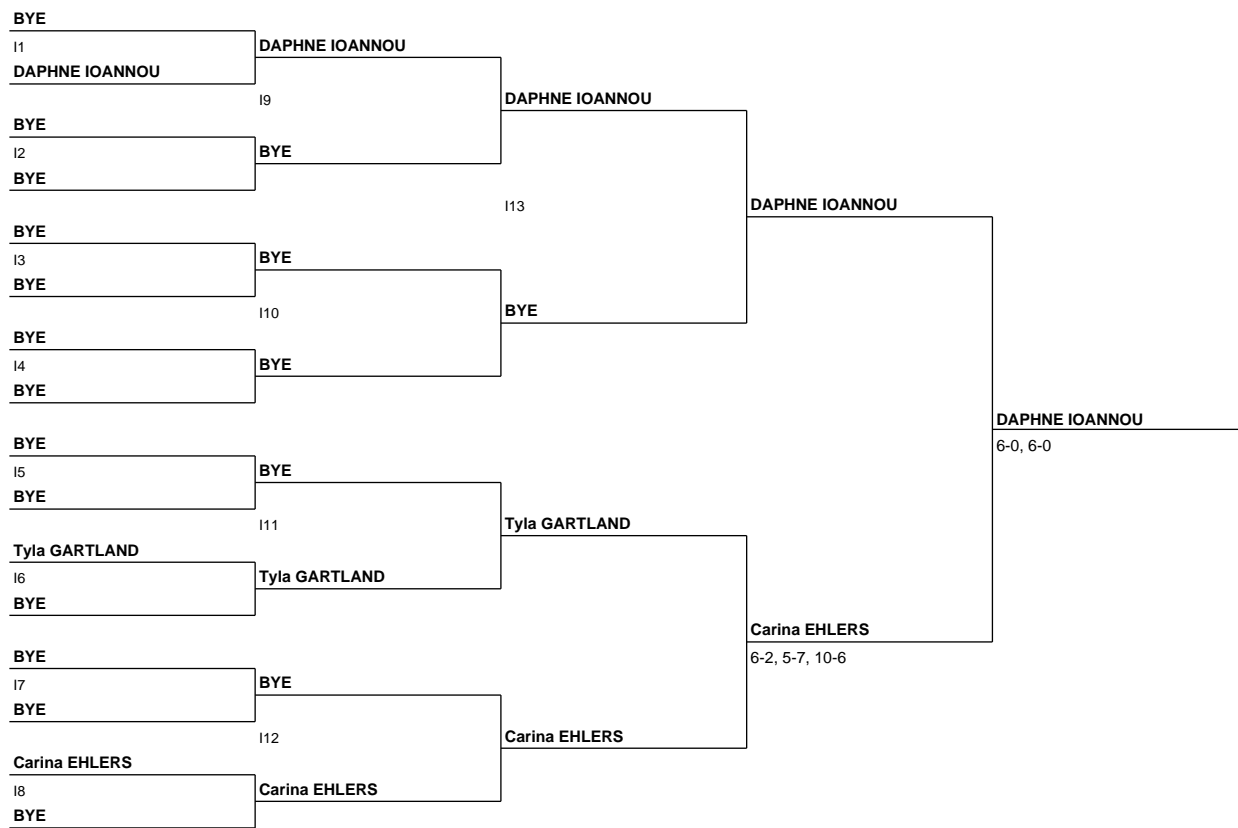 BYE
I1
DAPHNE IOANNOU
DAPHNE IOANNOU
I9
DAPHNE IOANNOU
BYE
I2
BYE
BYE
I13
DAPHNE IOANNOU
BYE
I3
BYE
BYE
I10
BYE
BYE
I4
BYE
BYE
DAPHNE IOANNOU
6-0, 6-0
BYE
I5
BYE
BYE
I11
Tyla GARTLAND
Tyla GARTLAND
I6
Tyla GARTLAND
BYE
Carina EHLERS
6-2, 5-7, 10-6
BYE
I7
BYE
BYE
I12
Carina EHLERS
Carina EHLERS
I8
Carina EHLERS
BYE